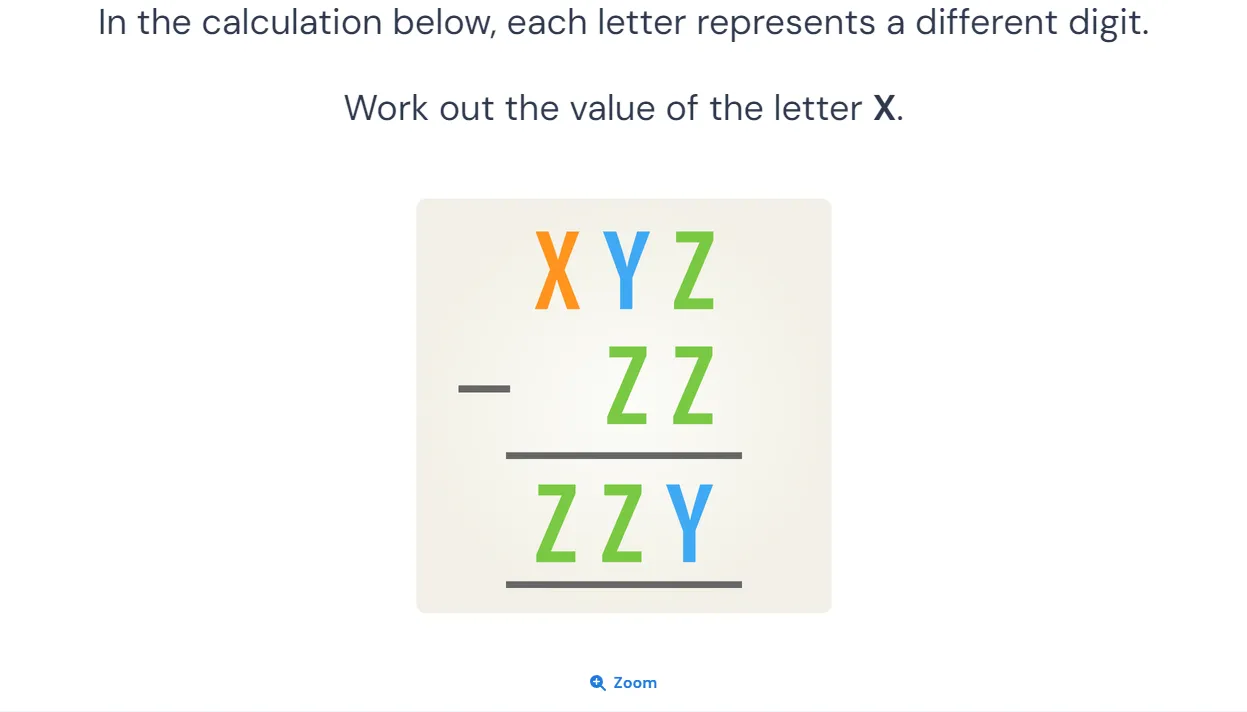 In the calculation below, each letter represents a different digit.
Work out the value of the letter X.
X Y Z
− Z Z
Z Z Y
Zoom